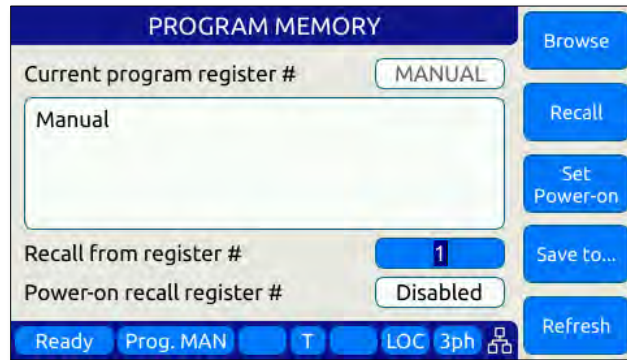 PROGRAM MEMORY
Current program register # MANUAL
Manual
Recall from register # 1
Power-on recall register # Disabled
Ready Prog. MAN T LOC 3ph
Browse
Recall
Set
Power-on
Save to...
Refresh